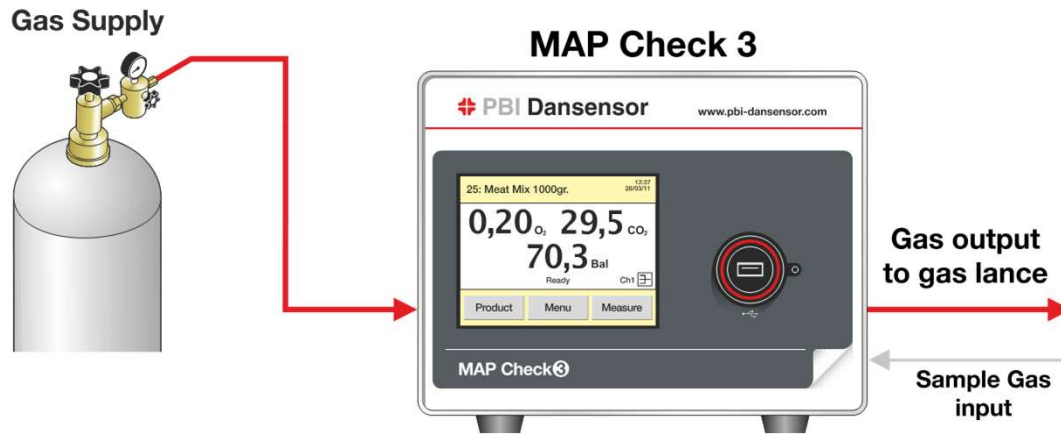 Gas Supply
MAP Check 3
PBI Dansensor
www.pbi-dansensor.com
25: Meat Mix 1000gr.
12:37
28/03/11
0,20 O₂ 29,5 CO₂
70,3 Bal
Ready
Ch1
Product
Menu
Measure
MAP Check3
Gas output
to gas lance
Sample Gas
input